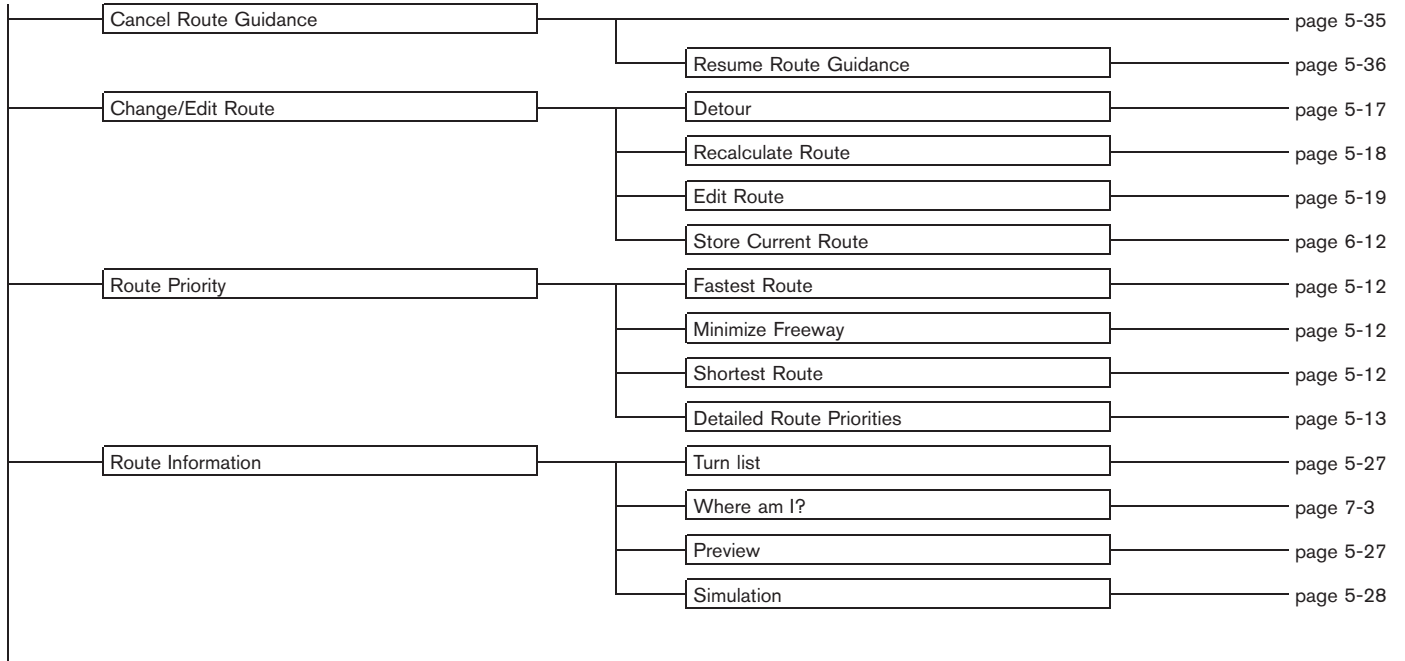 Cancel Route Guidance page 5-35
Resume Route Guidance page 5-36
Change/Edit Route Detour page 5-17
Recalculate Route page 5-18
Edit Route page 5-19
Store Current Route page 6-12
Route Priority Fastest Route page 5-12
Minimize Freeway page 5-12
Shortest Route page 5-12
Detailed Route Priorities page 5-13
Route Information Turn list page 5-27
Where am I? page 7-3
Preview page 5-27
Simulation page 5-28